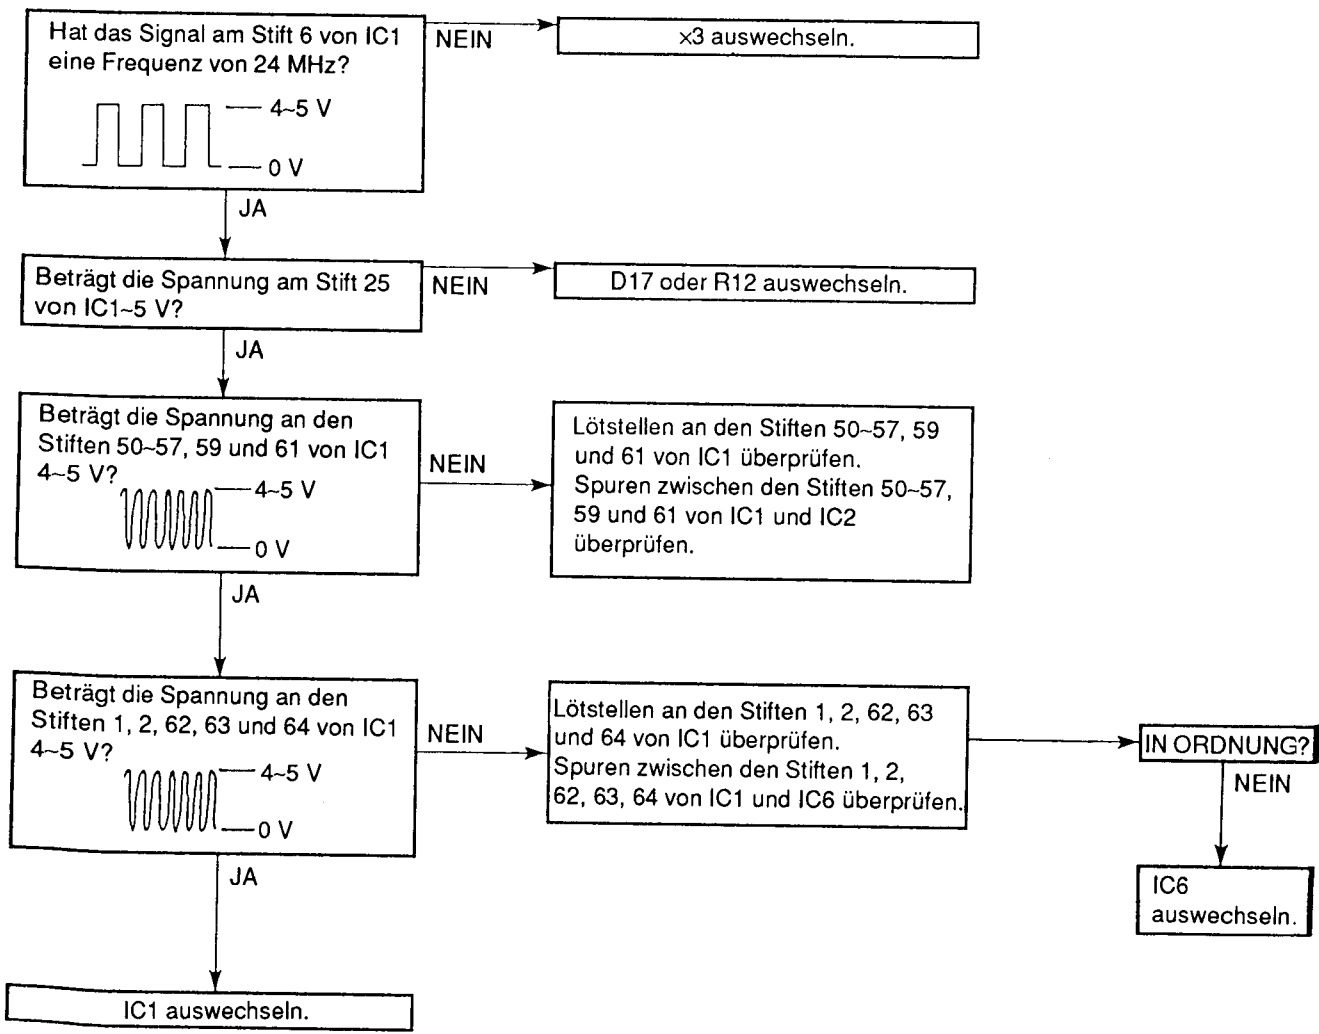 Hat das Signal am Stift 6 von IC1
eine Frequenz von 24 MHz?
4~5 V
0 V
NEIN
×3 auswechseln.
JA
Beträgt die Spannung am Stift 25
von IC1~5 V?
NEIN
D17 oder R12 auswechseln.
JA
Beträgt die Spannung an den
Stiften 50~57, 59 und 61 von IC1
4~5 V?
4~5 V
0 V
NEIN
Lötstellen an den Stiften 50~57, 59
und 61 von IC1 überprüfen.
Spuren zwischen den Stiften 50~57,
59 und 61 von IC1 und IC2
überprüfen.
JA
Beträgt die Spannung an den
Stiften 1, 2, 62, 63 und 64 von IC1
4~5 V?
4~5 V
0 V
NEIN
Lötstellen an den Stiften 1, 2, 62, 63
und 64 von IC1 überprüfen.
Spuren zwischen den Stiften 1, 2,
62, 63, 64 von IC1 und IC6 überprüfen.
IN ORDNUNG?
NEIN
IC6
auswechseln.
JA
IC1 auswechseln.